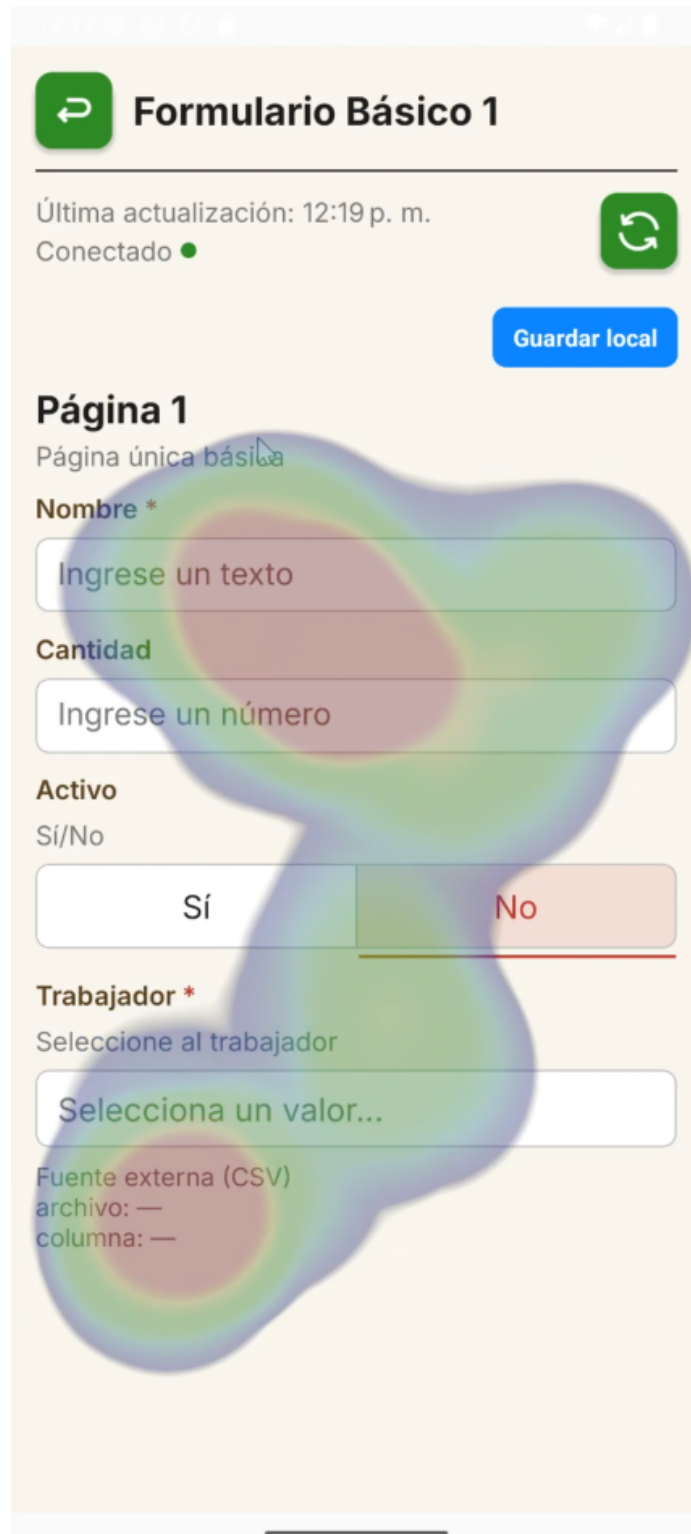 Formulario Básico 1
Última actualización: 12:19 p. m.
Conectado
Guardar local
Página 1
Página única básica
Nombre *
Ingrese un texto
Cantidad
Ingrese un número
Activo
Sí/No
Sí
No
Trabajador *
Seleccione al trabajador
Selecciona un valor...
Fuente externa (CSV)
archivo: —
columna: —